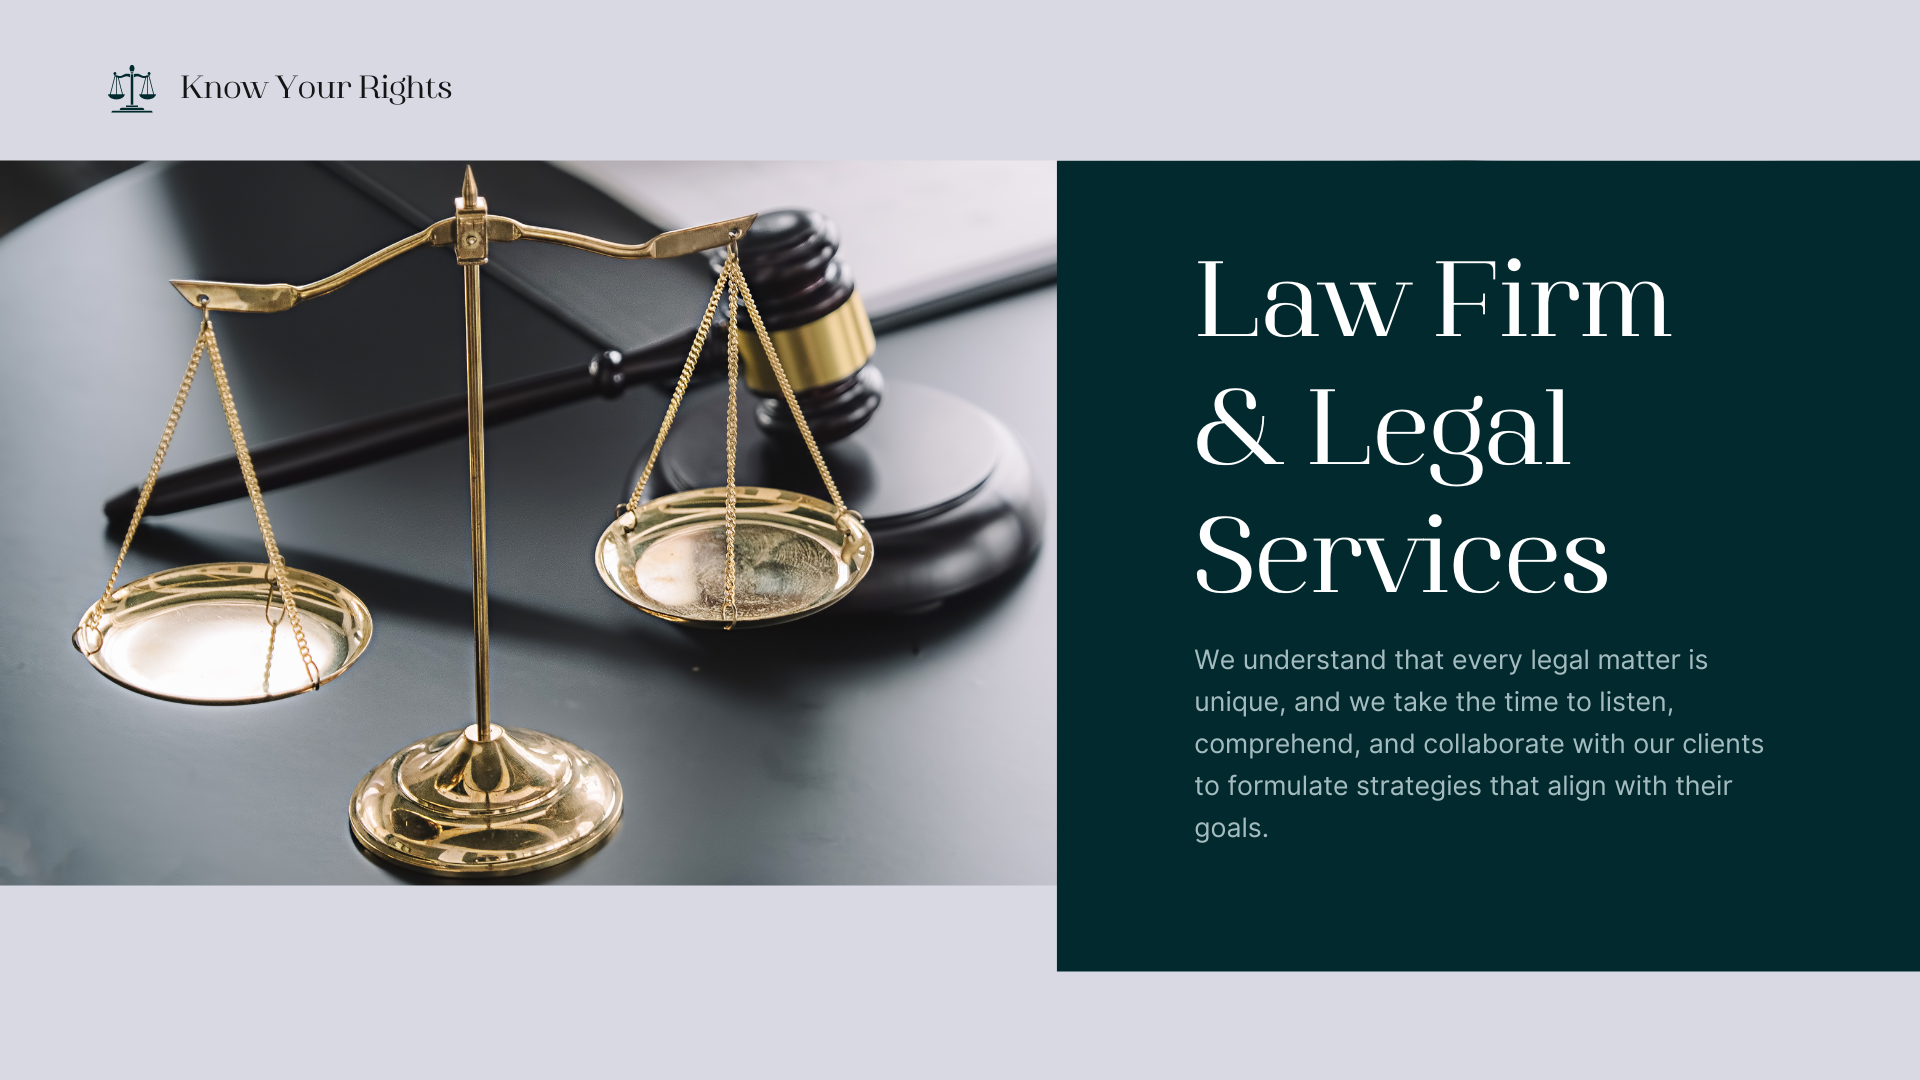 Know Your Rights
Law Firm
& Legal
Services
We understand that every legal matter is
unique, and we take the time to listen,
comprehend, and collaborate with our clients
to formulate strategies that align with their
goals.